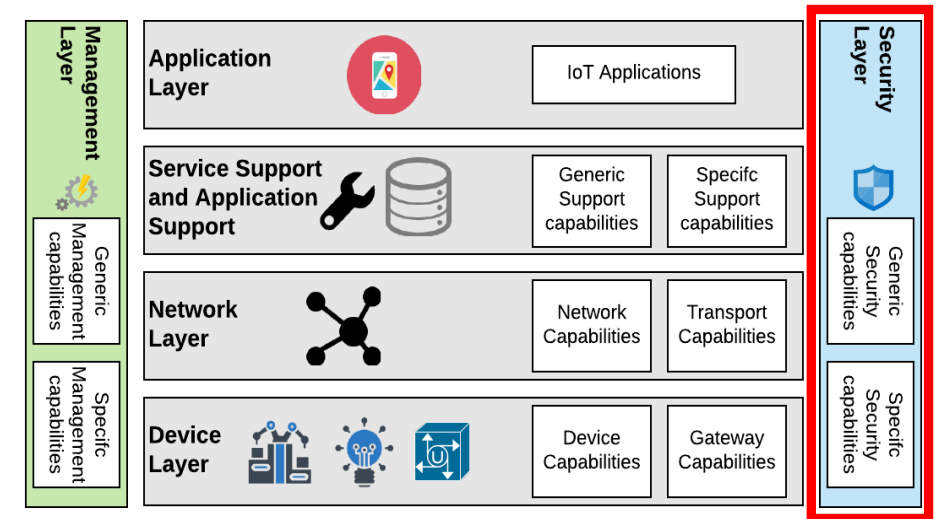 Management
Layer
Generic
Management
capabilities
Specifc
Management
capabilities
Application
Layer
IoT Applications
Service Support
and Application
Support
Generic
Support
capabilities
Specifc
Support
capabilities
Network
Layer
Network
Capabilities
Transport
Capabilities
Device
Layer
U
Device
Capabilities
Gateway
Capabilities
Security
Layer
Generic
Security
capabilities
Specifc
Security
capabilities